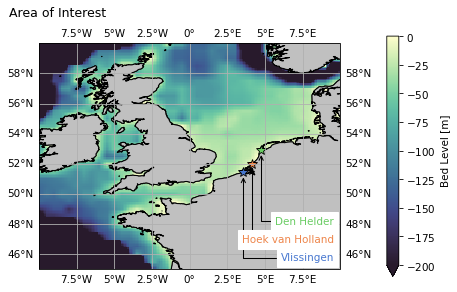 Area of Interest
7.5°W 5°W 2.5°W 0°E 2.5°E 5°E 7.5°E
58°N 58°N
56°N 56°N
54°N 54°N
52°N 52°N
50°N 50°N
48°N 48°N
46°N 46°N
7.5°W 5°W 2.5°W 0°E 2.5°E 5°E 7.5°E
Den Helder
Hoek van Holland
Vlissingen
0
−25
−50
−75
−100
−125
−150
−175
−200
Bed Level [m]